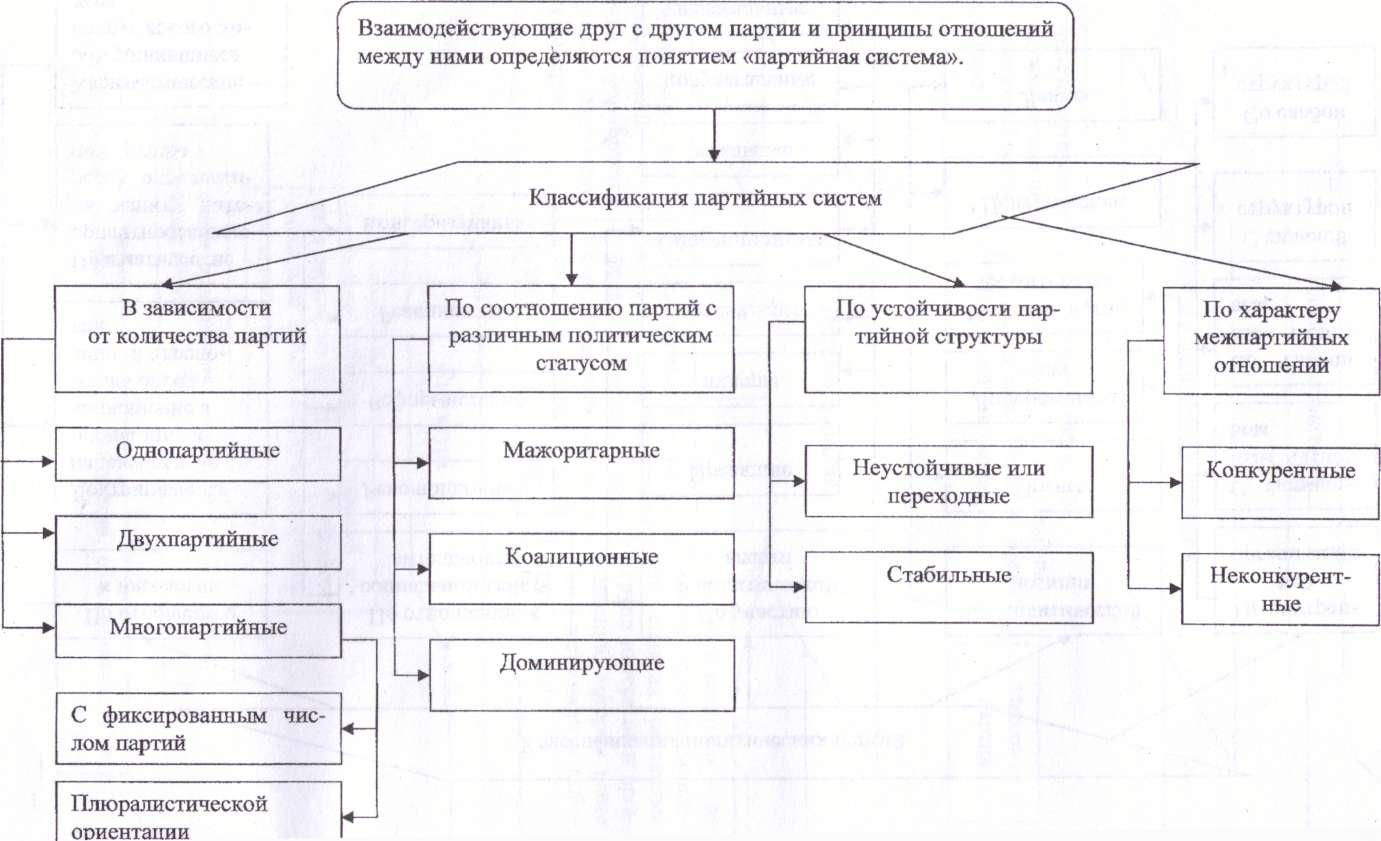 Взаимодействующие друг с другом партии и принципы отношений
между ними определяются понятием «партийная система».
Классификация партийных систем
В зависимости
от количества партий
Однопартийные
Двухпартийные
Многопартийные
С фиксированным чис-
лом партий
Плюралистической
ориентации
По соотношению партий с
различным политическим
статусом
Мажоритарные
Коалиционные
Доминирующие
По устойчивости пар-
тийной структуры
Неустойчивые или
переходные
Стабильные
По характеру
межпартийных
отношений
Конкурентные
Неконкурент-
ные